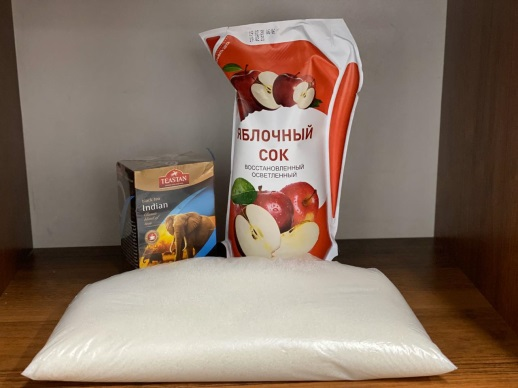 TEASTAN
Indian
ЯБЛОЧНЫЙ
СОК
ВОССТАНОВЛЕННЫЙ
ОСВЕТЛЕННЫЙ